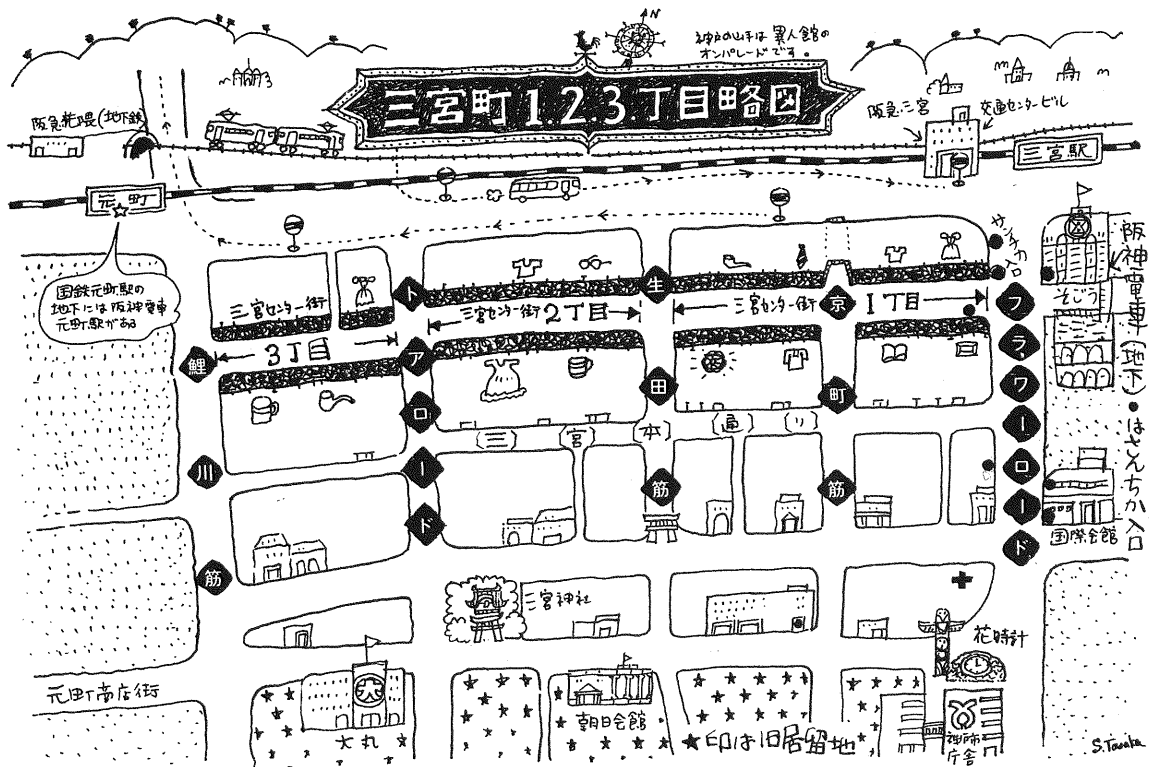 N
神戸の山手は異人館の
オンパレードです。
三宮町1.2.3.丁目略図
阪急花隈(地下鉄)
阪急・三宮
交通センタービル
三宮駅
元町
国鉄元町駅の
地下には阪神電車
元町駅がある
サンチカ入口
阪神電車(地下)●はさんちか入口
そごう
三宮センター街
3丁目
三宮センター街2丁目
三宮センター街
1丁目
鯉川筋
トアロード
生田筋
京町筋
フラワーロード
三宮本通り
国際会館
三宮神社
花時計
元町商店街
大
大丸
朝日会館
★印は旧居留地
神戸市
庁舎
S.Tanaka